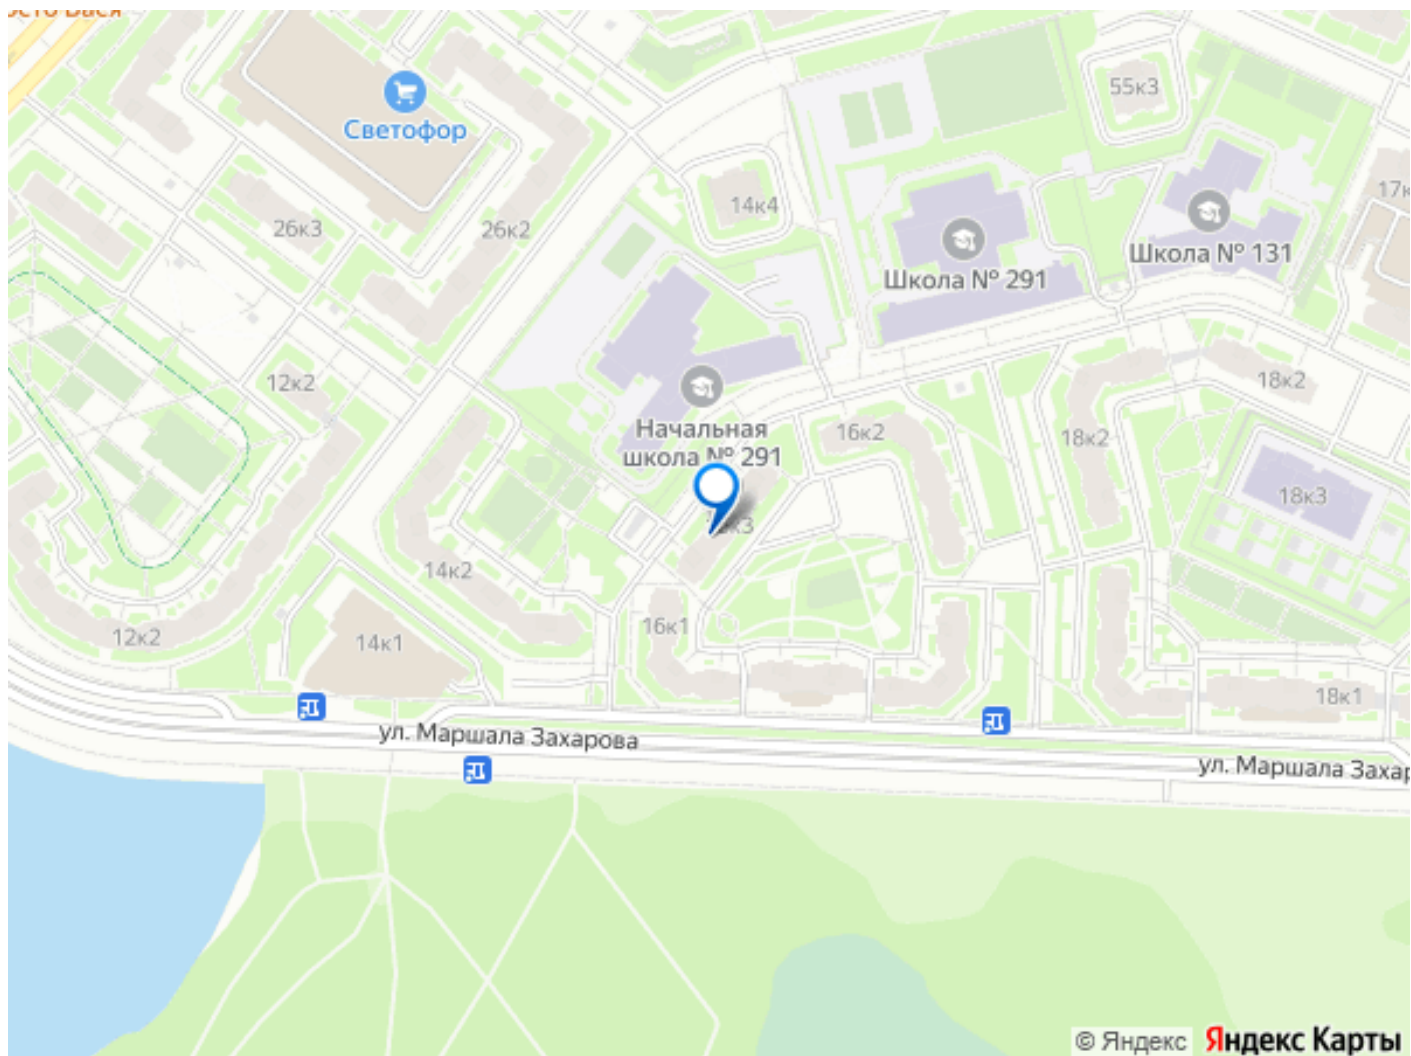 Светофор
55к3
14к4
17к
26к3
26к2
Школа № 291
Школа № 131
12к2
18к2
Начальная
школа № 291
16к2
18к2
18к3
14к2
12к2
14к1
16к1
18к1
ул. Маршала Захарова
ул. Маршала Захар
© Яндекс
Яндекс Карты